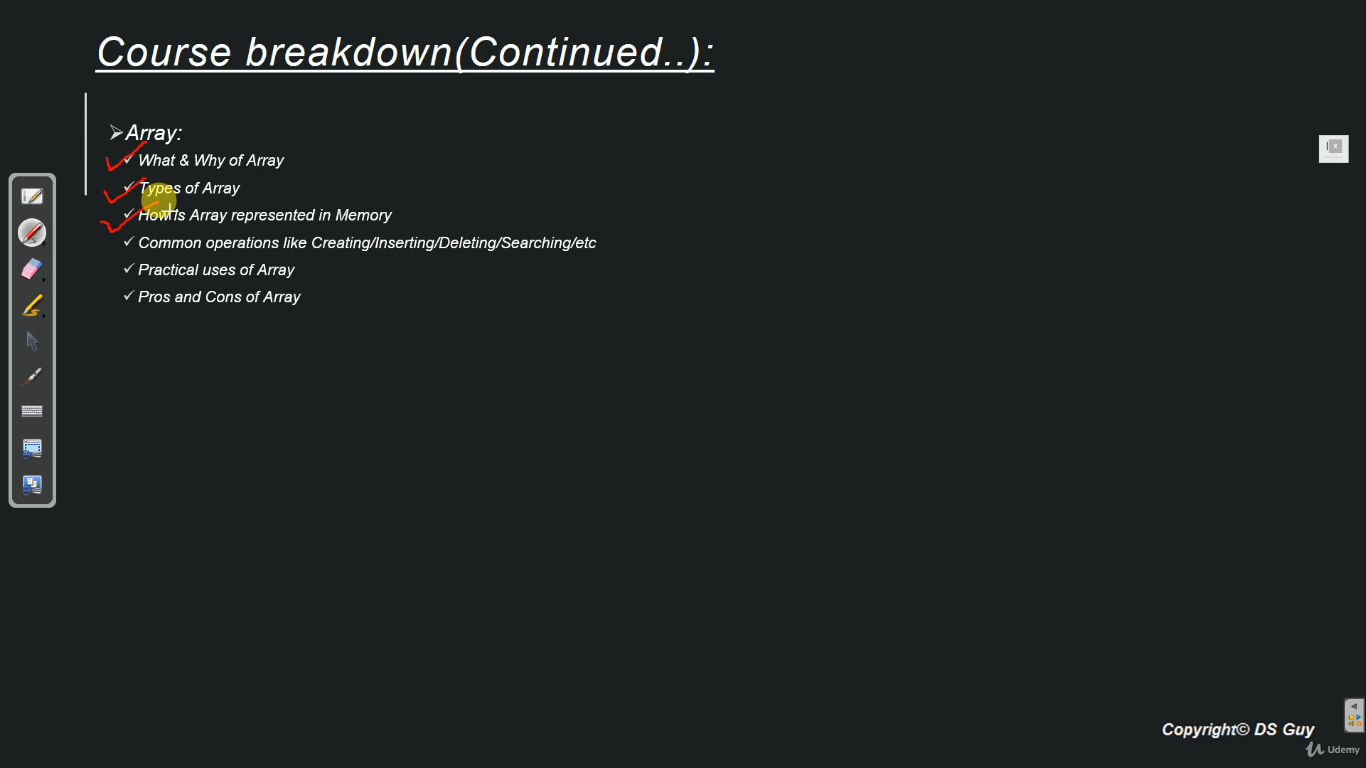 Course breakdown(Continued..):
Array:
What & Why of Array
Types of Array
How is Array represented in Memory
Common operations like Creating/Inserting/Deleting/Searching/etc
Practical uses of Array
Pros and Cons of Array
Copyright© DS Guy
Udemy